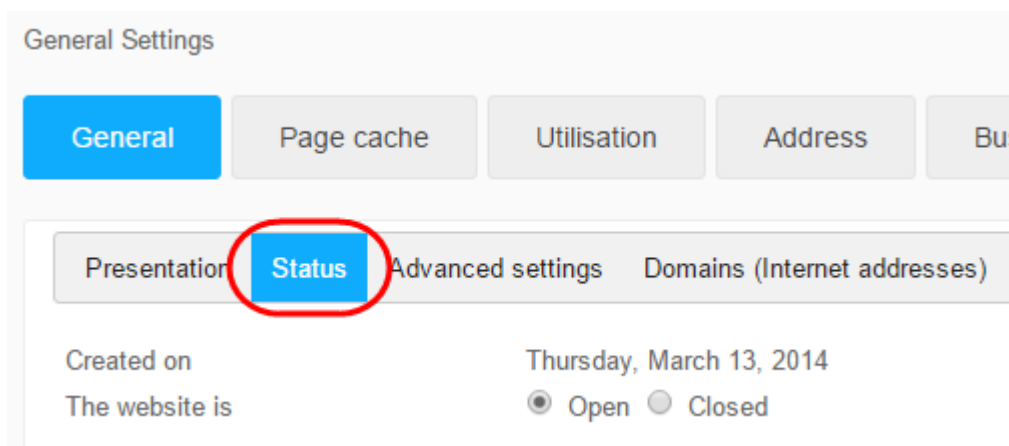 General Settings
General Page cache Utilisation Address
Presentation Status Advanced settings Domains (Internet addresses)
Created on Thursday, March 13, 2014
The website is Open Closed